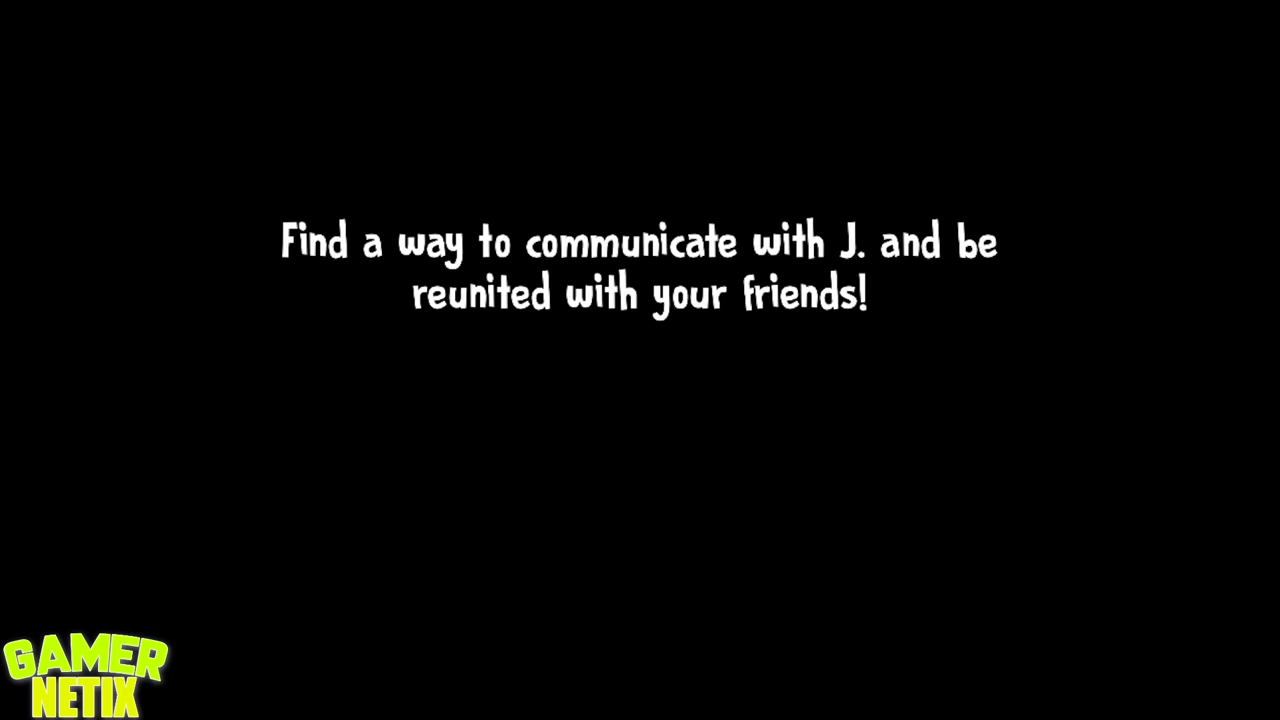 Find a way to communicate with J. and be
reunited with your friends!
GAMER
NETIX